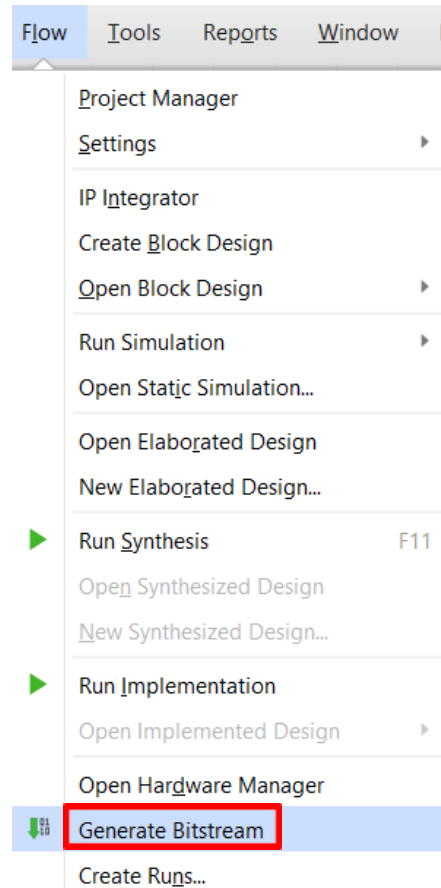 Flow Tools Reports Window
Project Manager
Settings
IP Integrator
Create Block Design
Open Block Design
Run Simulation
Open Static Simulation...
Open Elaborated Design
New Elaborated Design...
Run Synthesis F11
Open Synthesized Design
New Synthesized Design...
Run Implementation
Open Implemented Design
Open Hardware Manager
Generate Bitstream
Create Runs...